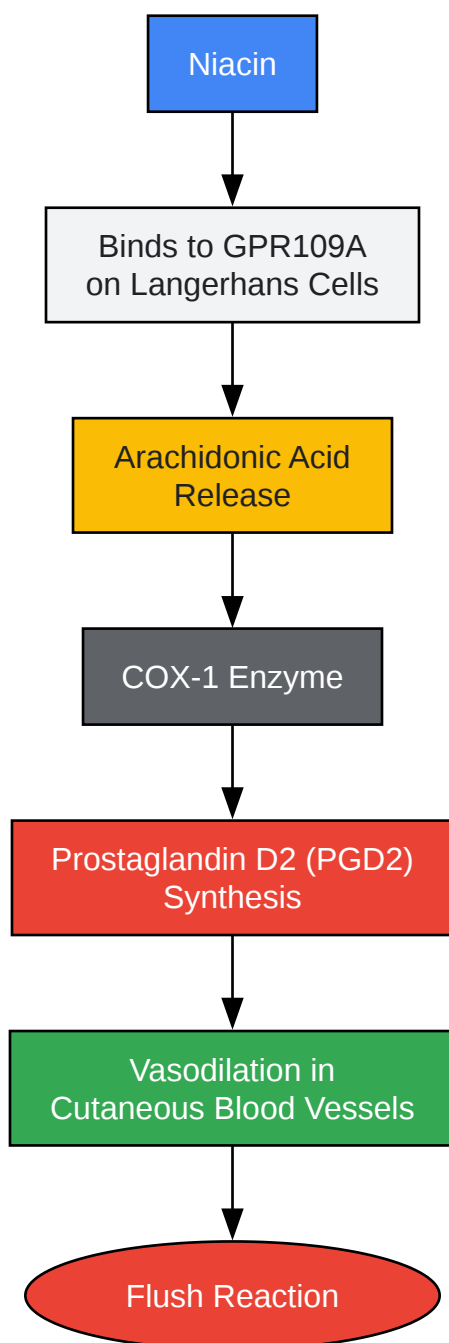 Niacin
Binds to GPR109A
on Langerhans Cells
Arachidonic Acid
Release
COX-1 Enzyme
Prostaglandin D2 (PGD2)
Synthesis
Vasodilation in
Cutaneous Blood Vessels
Flush Reaction